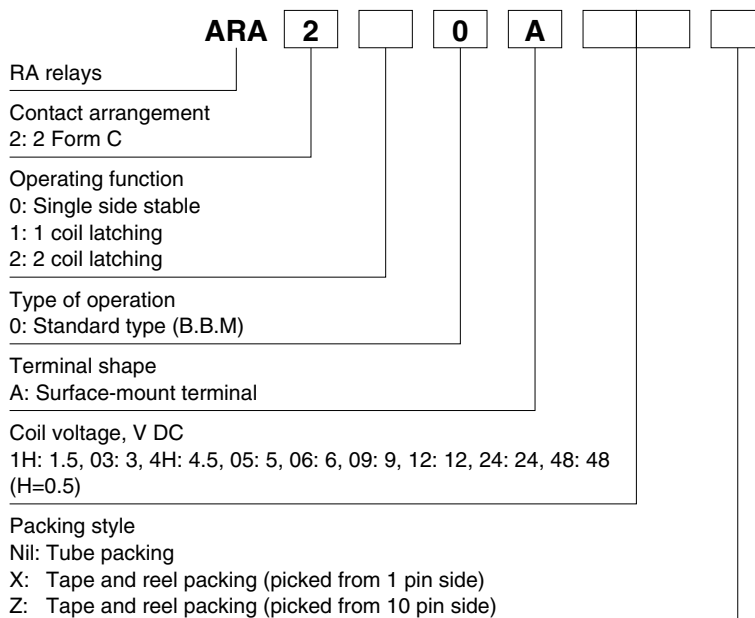 ARA 2 0 A
RA relays
Contact arrangement
2: 2 Form C
Operating function
0: Single side stable
1: 1 coil latching
2: 2 coil latching
Type of operation
0: Standard type (B.B.M)
Terminal shape
A: Surface-mount terminal
Coil voltage, V DC
1H: 1.5, 03: 3, 4H: 4.5, 05: 5, 06: 6, 09: 9, 12: 12, 24: 24, 48: 48
(H=0.5)
Packing style
Nil: Tube packing
X: Tape and reel packing (picked from 1 pin side)
Z: Tape and reel packing (picked from 10 pin side)